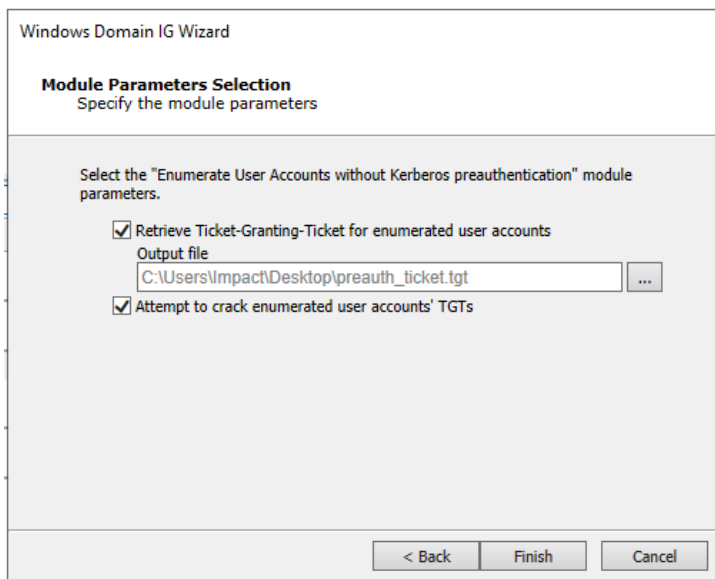 Windows Domain IG Wizard
Module Parameters Selection
Specify the module parameters
Select the "Enumerate User Accounts without Kerberos preauthentication" module
parameters.
Retrieve Ticket-Granting-Ticket for enumerated user accounts
Output file
C:\Users\Impact\Desktop\preauth_ticket.tgt
...
Attempt to crack enumerated user accounts' TGTs
< Back
Finish
Cancel